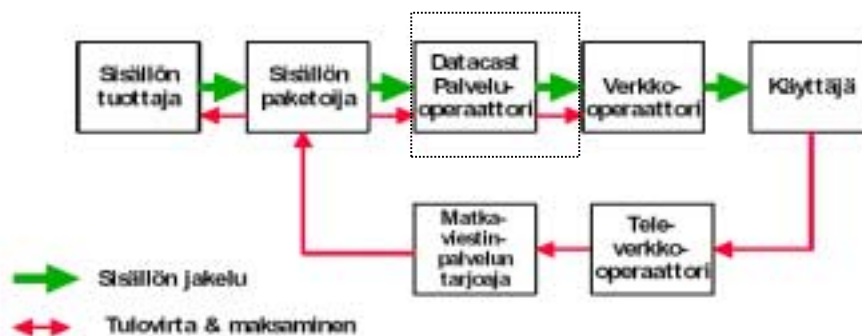 Sisällön
tuottaja
Sisällön
paketoija
Datacast
Palvelu-
operaattori
Verkko-
operaattori
Käyttäjä
Matka-
viestin-
palvelun
tarjoaja
Tele-
verkko-
operaattori
Sisällön jakelu
Tulovirta & maksaminen